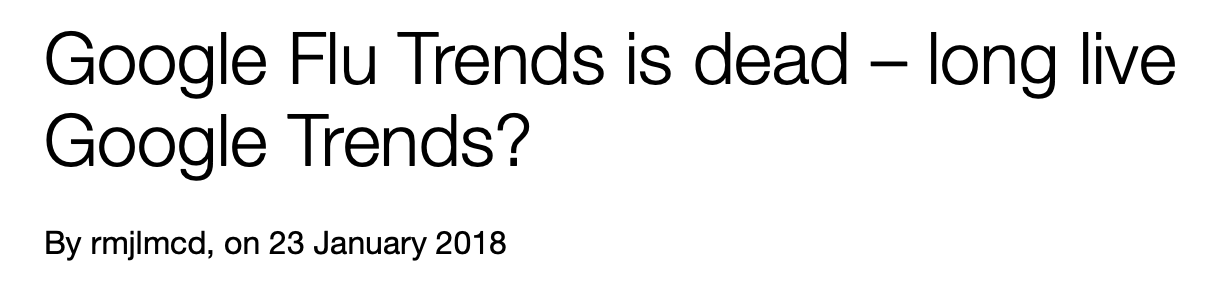 Google Flu Trends is dead – long live
Google Trends?
By rmjlmcd, on 23 January 2018